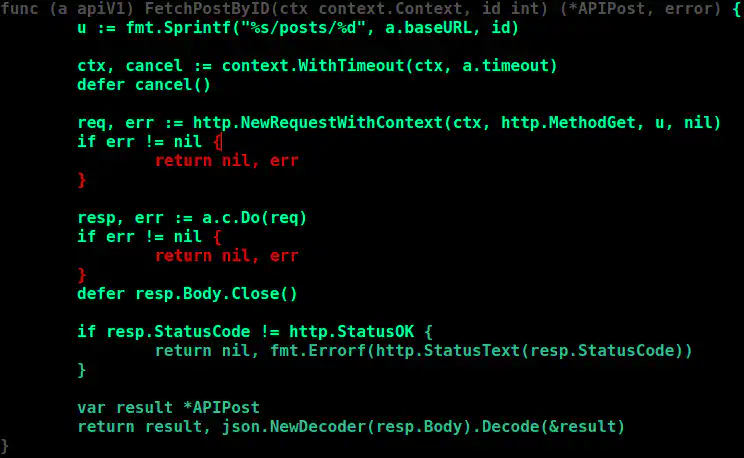 func (a apiV1) FetchPostByID(ctx context.Context, id int) (*APIPost, error) {
        u := fmt.Sprintf("%s/posts/%d", a.baseURL, id)

        ctx, cancel := context.WithTimeout(ctx, a.timeout)
        defer cancel()

        req, err := http.NewRequestWithContext(ctx, http.MethodGet, u, nil)
        if err != nil {
                return nil, err
        }

        resp, err := a.c.Do(req)
        if err != nil {
                return nil, err
        }
        defer resp.Body.Close()

        if resp.StatusCode != http.StatusOK {
                return nil, fmt.Errorf(http.StatusText(resp.StatusCode))
        }

        var result *APIPost
        return result, json.NewDecoder(resp.Body).Decode(&result)
}